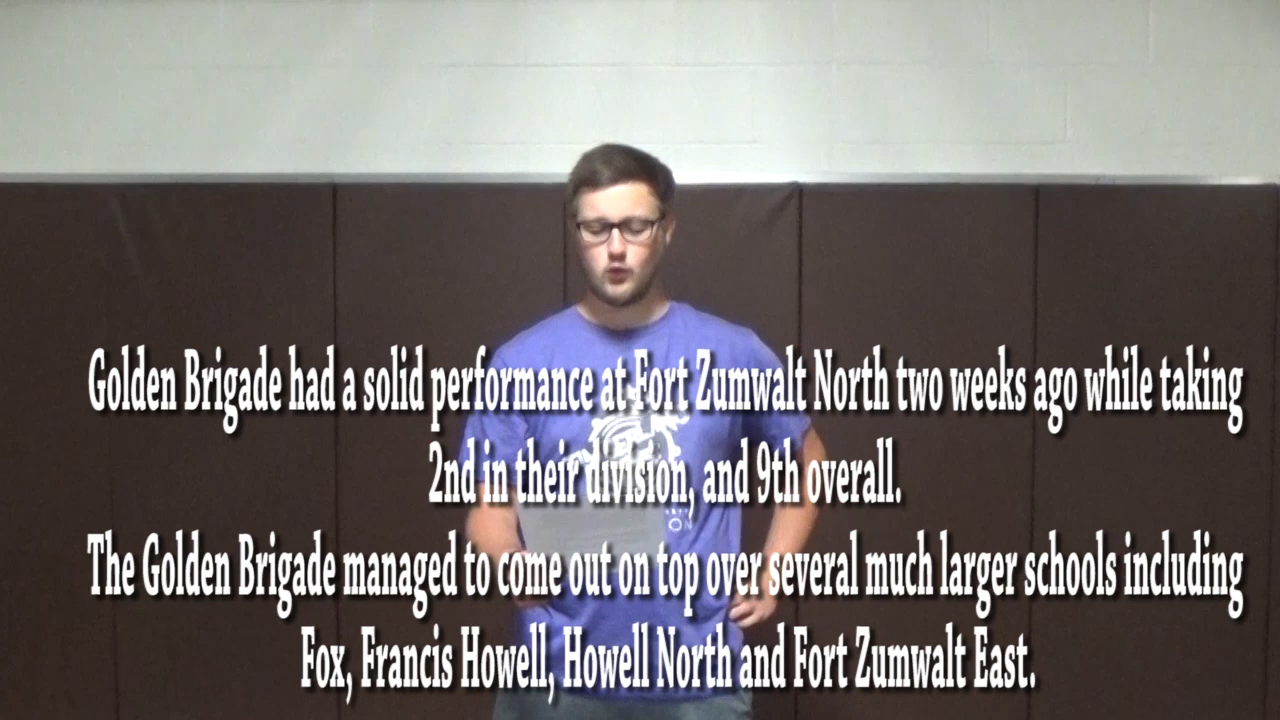 Golden Brigade had a solid performance at Fort Zumwalt North two weeks ago while taking
2nd in their division, and 9th overall.
The Golden Brigade managed to come out on top over several much larger schools including
Fox, Francis Howell, Howell North and Fort Zumwalt East.